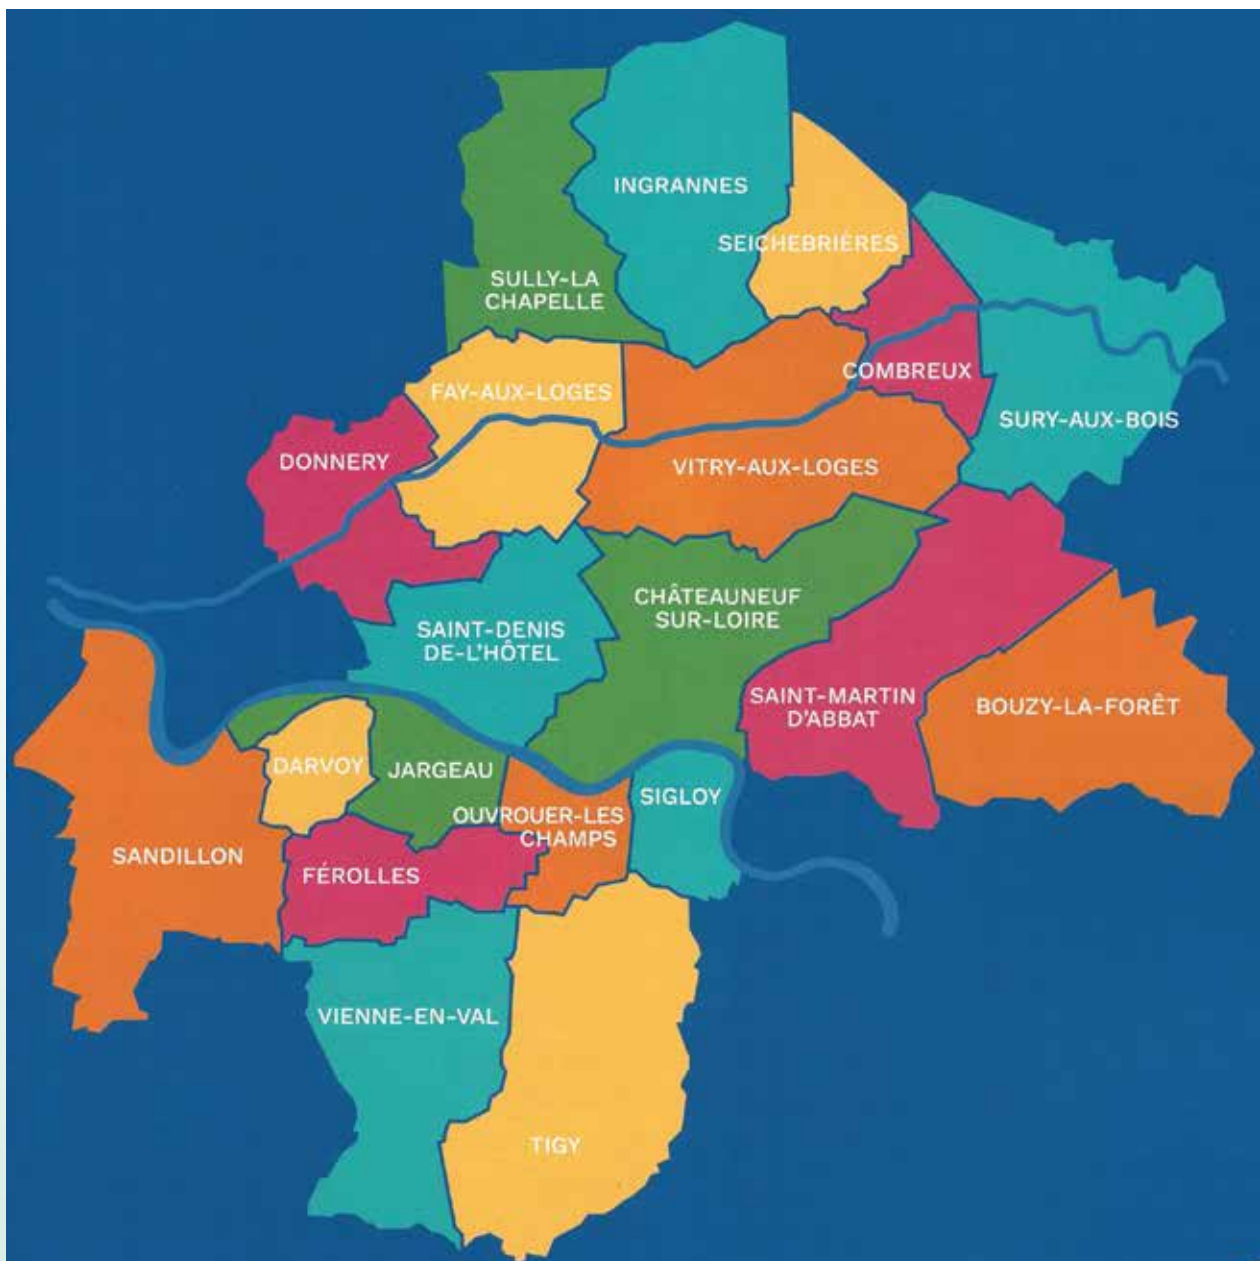 INGRANNES
SEICHEBRIÈRES
SULLY-LA
CHAPELLE
COMBREUX
FAY-AUX-LOGES
SURY-AUX-BOIS
DONNERY
VITRY-AUX-LOGES
CHÂTEAUNEUF
SUR-LOIRE
SAINT-DENIS
DE-L'HÔTEL
SAINT-MARTIN
D'ABBAT
BOUZY-LA-FORÊT
DARVOY
JARGEAU
SIGLOY
OUVROUER-LES
CHAMPS
SANDILLON
FÉROLLES
VIENNE-EN-VAL
TIGY